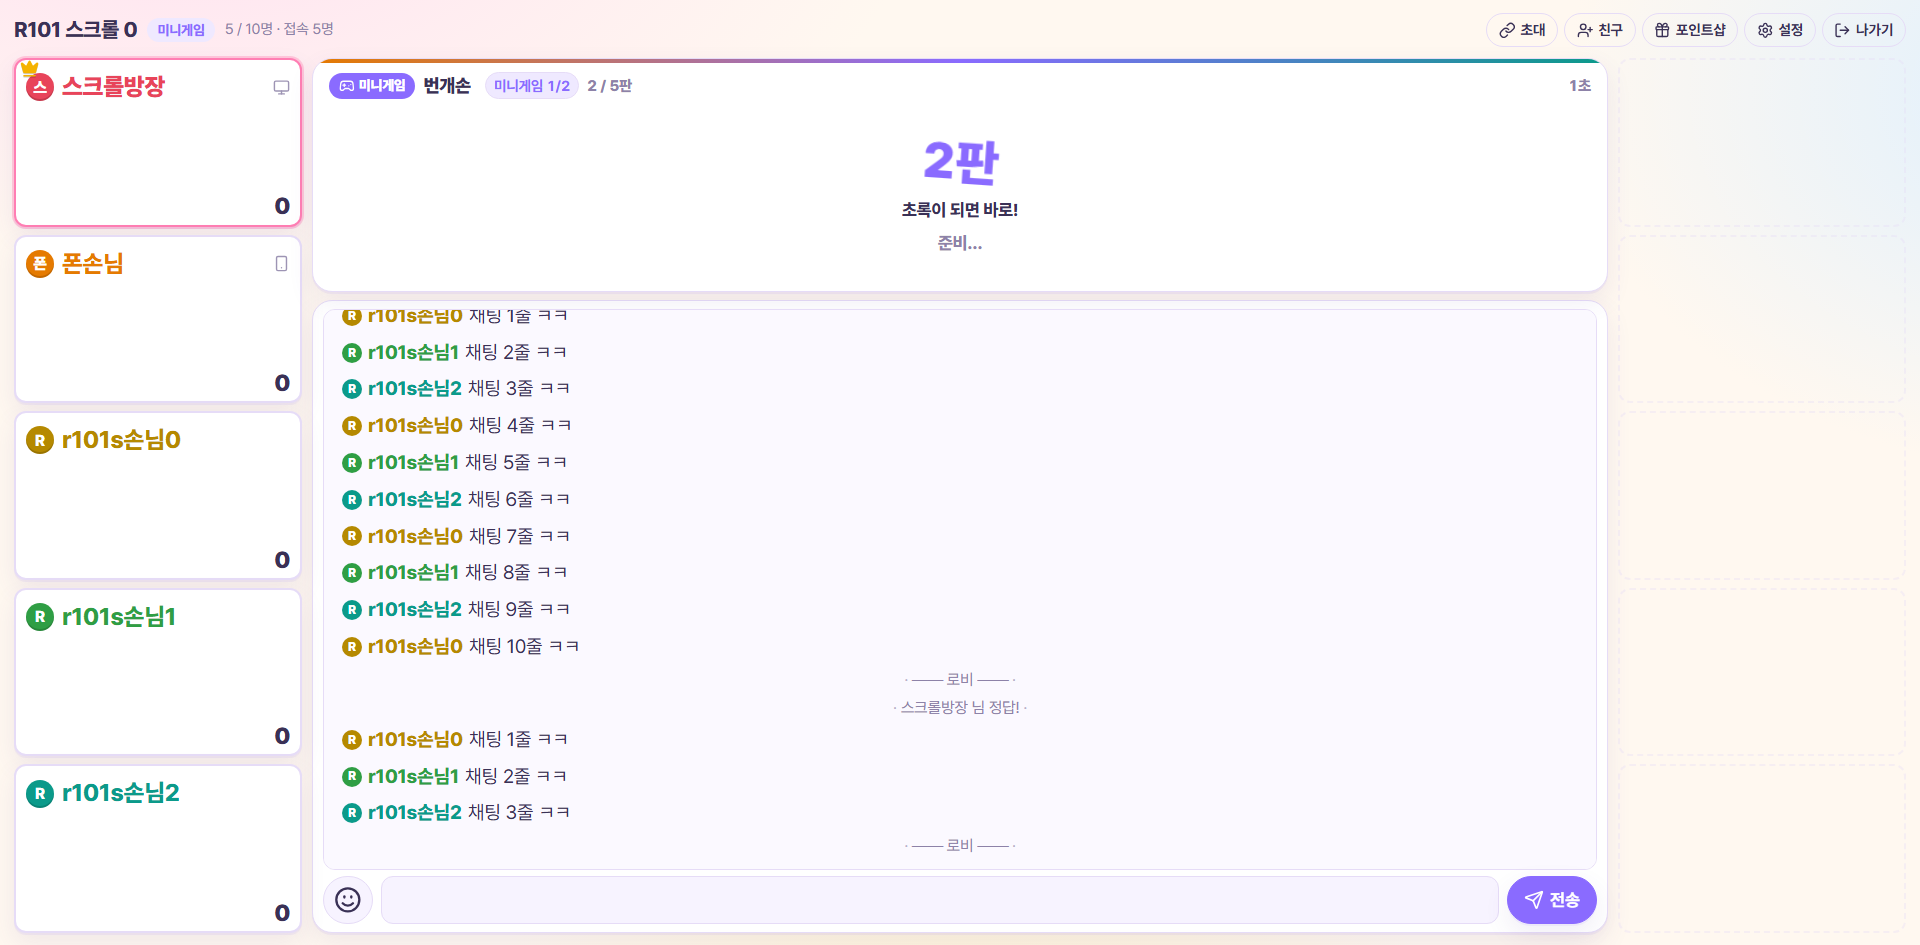 R101 스크롤 0 미니게임 5 / 10명 · 접속 5명 초대 친구 포인트샵 설정 나가기
스 스크롤방장
0
폰 폰손님
0
R r101s손님0
0
R r101s손님1
0
R r101s손님2
0
미니게임 번개손 미니게임 1/2 2 / 5판 1초
2판
초록이 되면 바로!
준비...
R r101s손님0 채팅 1줄 ㅋㅋ
R r101s손님1 채팅 2줄 ㅋㅋ
R r101s손님2 채팅 3줄 ㅋㅋ
R r101s손님0 채팅 4줄 ㅋㅋ
R r101s손님1 채팅 5줄 ㅋㅋ
R r101s손님2 채팅 6줄 ㅋㅋ
R r101s손님0 채팅 7줄 ㅋㅋ
R r101s손님1 채팅 8줄 ㅋㅋ
R r101s손님2 채팅 9줄 ㅋㅋ
R r101s손님0 채팅 10줄 ㅋㅋ
· —— 로비 —— ·
· 스크롤방장 님 정답! ·
R r101s손님0 채팅 1줄 ㅋㅋ
R r101s손님1 채팅 2줄 ㅋㅋ
R r101s손님2 채팅 3줄 ㅋㅋ
· —— 로비 —— ·
전송